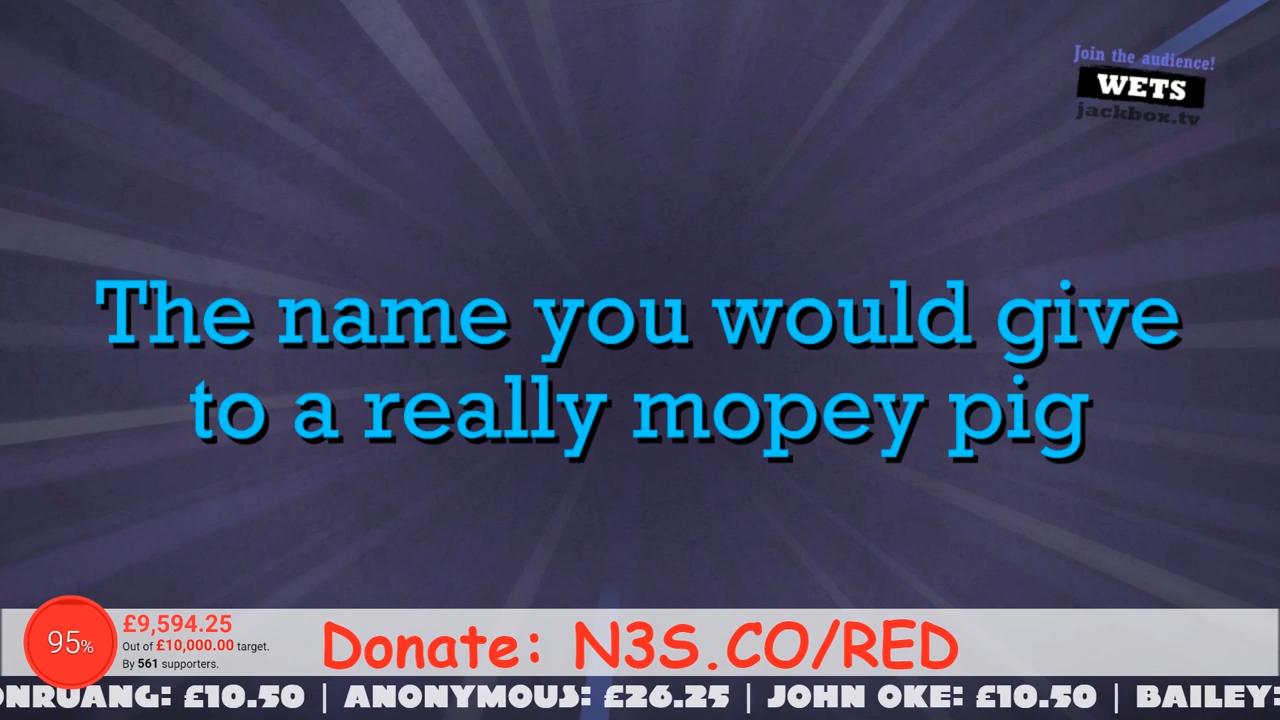 Join the audience!
WETS
jackbox.tv
The name you would give
to a really mopey pig
95%
£9,594.25
Out of £10,000.00 target.
By 561 supporters.
Donate: N3S.CO/RED
ONRUANG: £10.50 | ANONYMOUS: £26.25 | JOHN OKE: £10.50 | BAILEY: